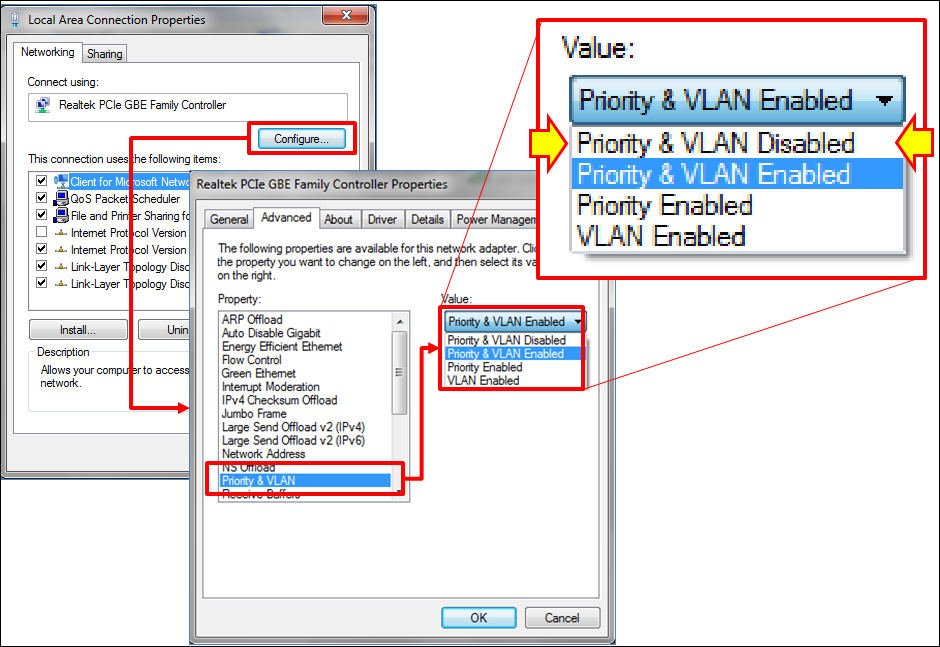 Local Area Connection Properties
Networking
Sharing
Connect using:
Realtek PCIe GBE Family Controller
Configure...
This connection uses the following items:
Client for Microsoft Netwo
QoS Packet Scheduler
File and Printer Sharing fo
Internet Protocol Version
Internet Protocol Version
Link-Layer Topology Disc
Link-Layer Topology Disc
Install...
Unin
Description
Allows your computer to access
network.
Realtek PCIe GBE Family Controller Properties
General
Advanced
About
Driver
Details
Power Managem
The following properties are available for this network adapter. Clic
the property you want to change on the left, and then select its va
on the right.
Property:
ARP Offload
Auto Disable Gigabit
Energy Efficient Ethernet
Flow Control
Green Ethernet
Interrupt Moderation
IPv4 Checksum Offload
Jumbo Frame
Large Send Offload v2 (IPv4)
Large Send Offload v2 (IPv6)
Network Address
NS Offload
Priority & VLAN
Receive Buffers
Value:
Priority & VLAN Enabled
Priority & VLAN Disabled
Priority & VLAN Enabled
Priority Enabled
VLAN Enabled
OK
Cancel
Value:
Priority & VLAN Enabled
Priority & VLAN Disabled
Priority & VLAN Enabled
Priority Enabled
VLAN Enabled